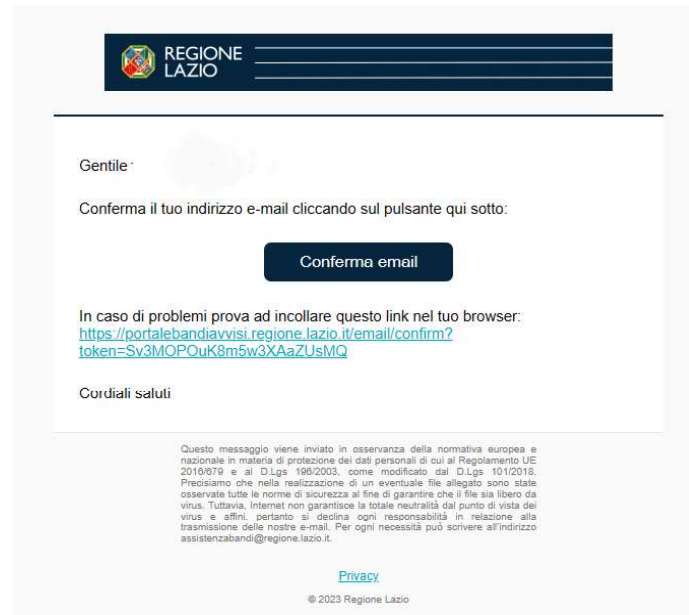 REGIONE
LAZIO
Gentile
Conferma il tuo indirizzo e-mail cliccando sul pulsante qui sotto:
Conferma email
In caso di problemi prova ad incollare questo link nel tuo browser:
https://portalebandiavvisi.regione.lazio.it/email/confirm?
token=Sv3MOPOuK8m5w3XAaZUsMQ
Cordiali saluti
Questo messaggio viene inviato in osservanza della normativa europea e
nazionale in materia di protezione dei dati personali di cui al Regolamento UE
2016/679 e al D.Lgs 196/2003, come modificato dal D.Lgs 101/2018.
Precisiamo che nella realizzazione di un eventuale file allegato sono state
osservate tutte le norme di sicurezza al fine di garantire che il file sia libero da
virus. Tuttavia, Internet non garantisce la totale neutralità dal punto di vista dei
virus e affini. pertanto si declina ogni responsabilità in relazione alla
trasmissione delle nostre e-mail. Per ogni necessità può scrivere all'indirizzo
assistenzabandi@regione.lazio.it.
Privacy
© 2023 Regione Lazio